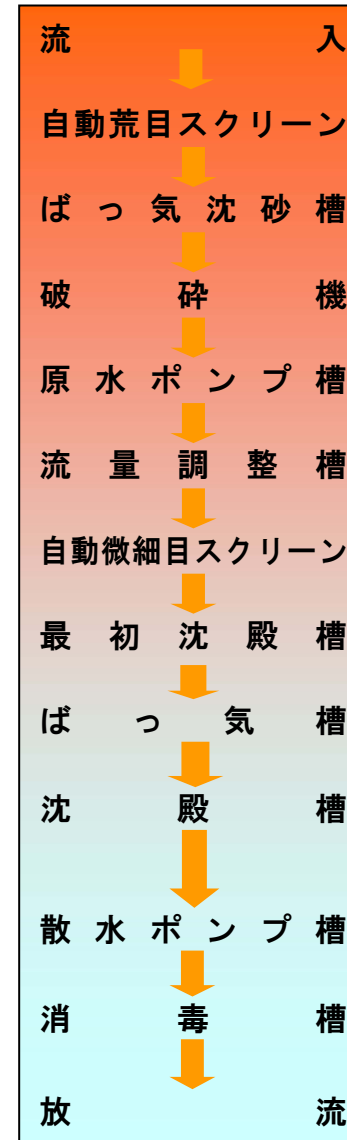 流入
自動荒目スクリーン
ばっ気沈砂槽
破砕機
原水ポンプ槽
流量調整槽
自動微細目スクリーン
最初沈殿槽
ばっ気槽
沈殿槽
散水ポンプ槽
消毒槽
放流